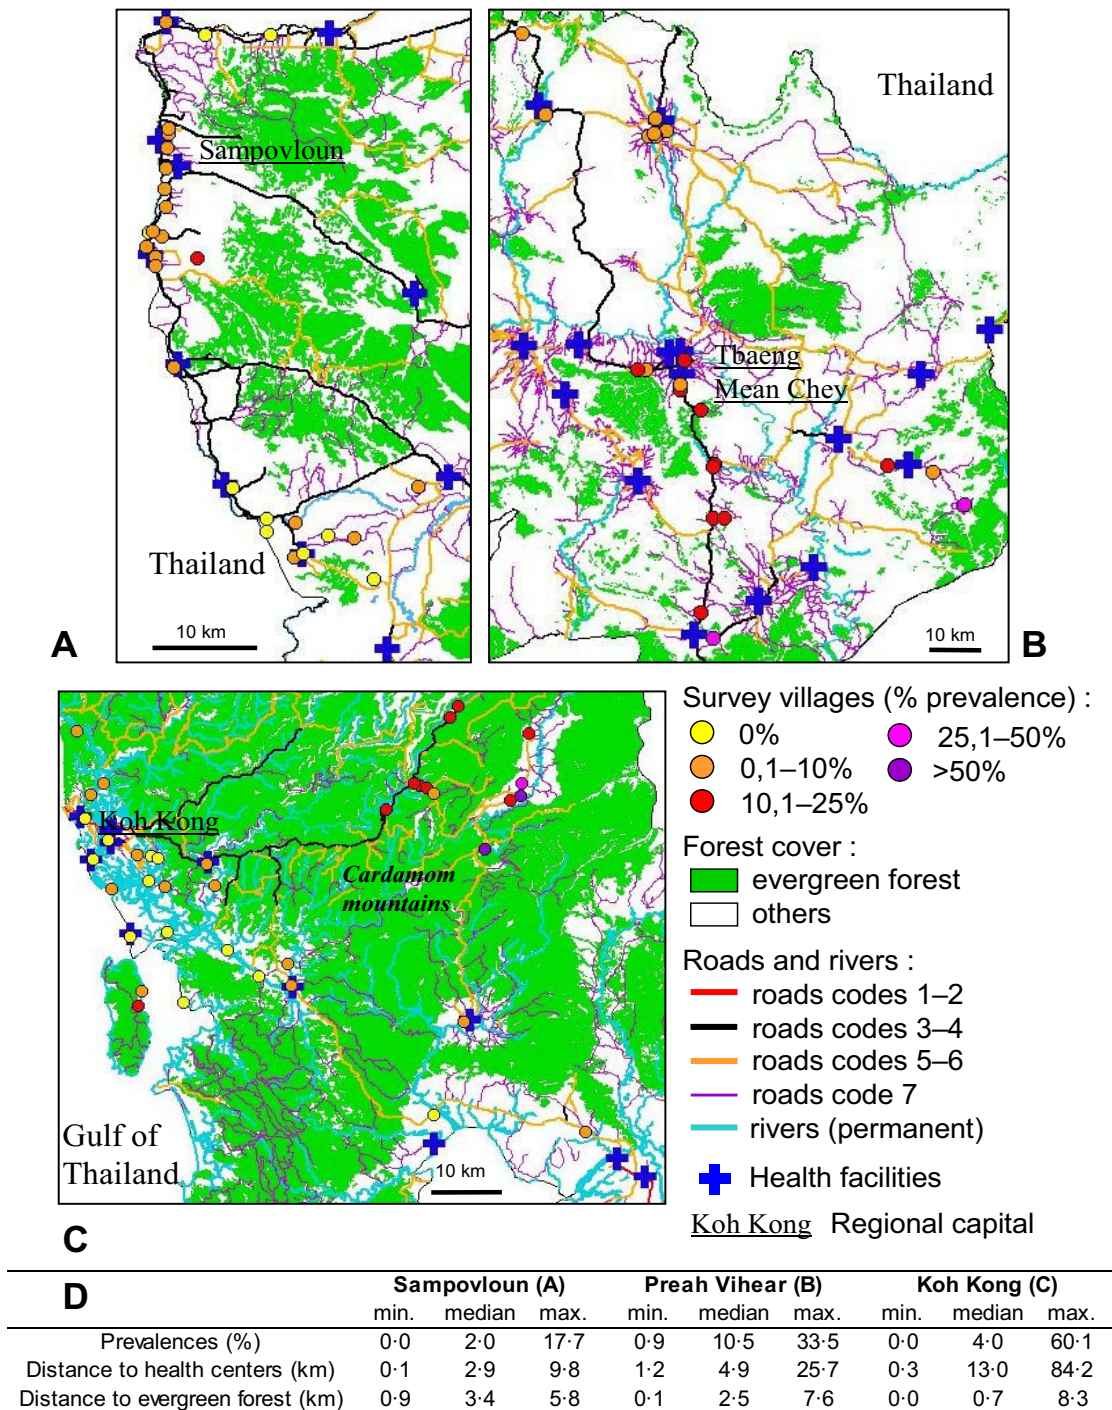 Sampovloun
Thailand
10 km
A
Thailand
Tbaeng
Mean Chey
10 km
B
Koh Kong
Cardamom
mountains
Gulf of
Thailand
10 km
C
Survey villages (% prevalence) :
0% 25,1–50%
0,1–10% >50%
10,1–25%
Forest cover :
evergreen forest
others
Roads and rivers :
roads codes 1–2
roads codes 3–4
roads codes 5–6
roads code 7
rivers (permanent)
Health facilities
Koh Kong Regional capital
D Sampovloun (A) Preah Vihear (B) Koh Kong (C)
min. median max. min. median max. min. median max.
Prevalences (%) 0·0 2·0 17·7 0·9 10·5 33·5 0·0 4·0 60·1
Distance to health centers (km) 0·1 2·9 9·8 1·2 4·9 25·7 0·3 13·0 84·2
Distance to evergreen forest (km) 0·9 3·4 5·8 0·1 2·5 7·6 0·0 0·7 8·3